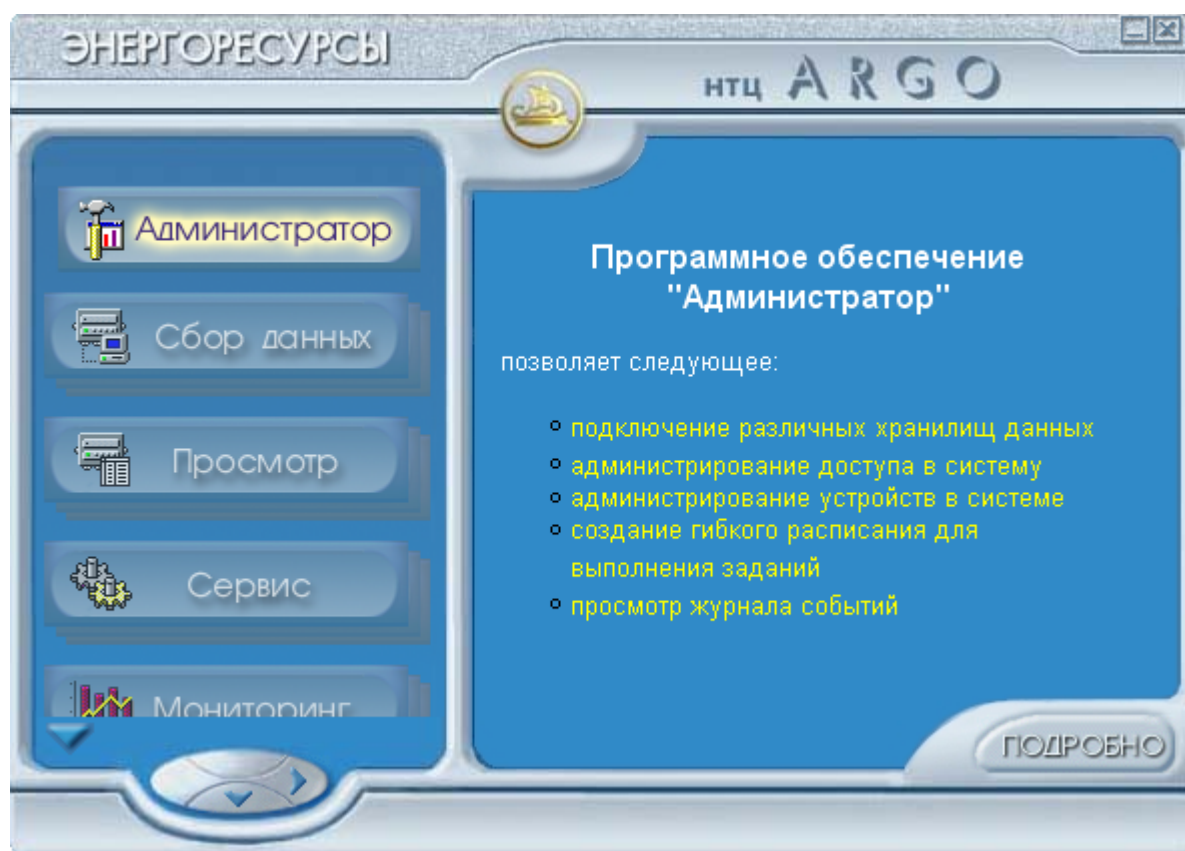 ЭНЕРГОРЕСУРСЫ
НТЦ ARGO
Администратор
Сбор данных
Просмотр
Сервис
Мониторинг
Программное обеспечение
"Администратор"
позволяет следующее:
подключение различных хранилищ данных
администрирование доступа в систему
администрирование устройств в системе
создание гибкого расписания для
выполнения заданий
просмотр журнала событий
ПОДРОБНО